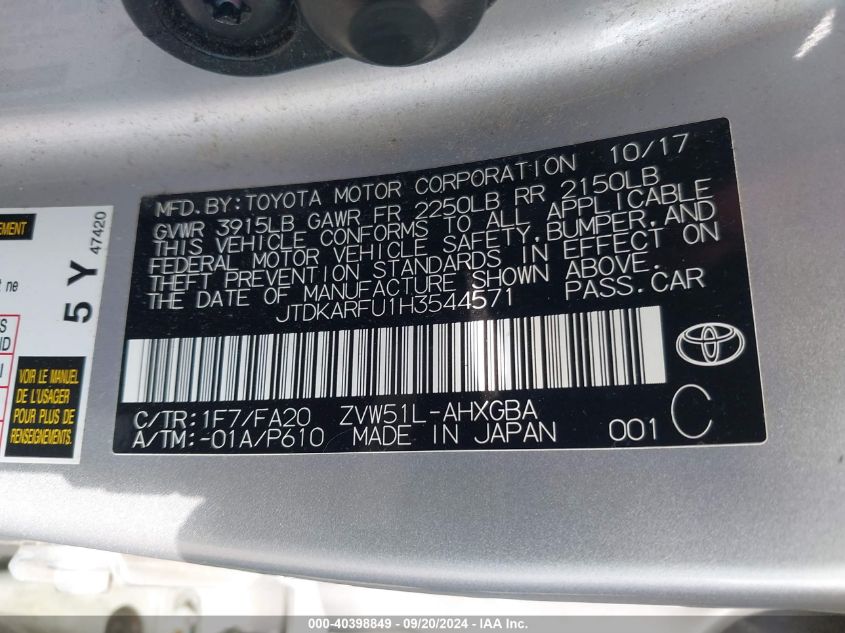 MFD. BY: TOYOTA MOTOR CORPORATION 10/17
GVWR 3915LB GAWR FR 2250LB RR 2150LB
THIS VEHICLE CONFORMS TO ALL APPLICABLE
FEDERAL MOTOR VEHICLE SAFETY, BUMPER, AND
THEFT PREVENTION STANDARDS IN EFFECT ON
THE DATE OF MANUFACTURE SHOWN ABOVE.
JTDKARFU1H3544571 PASS. CAR
C/TR: 1F7/FA20 ZVW51L-AHXGBA
A/TM: -01A/P610 MADE IN JAPAN 001 C
EMENT
t ne
5 Y
47420
S
ND
VOIR LE MANUEL
DE L'USAGER
POUR PLUS DE
RENSEIGNEMENTS.
000-40398849 - 09/20/2024 - IAA Inc.